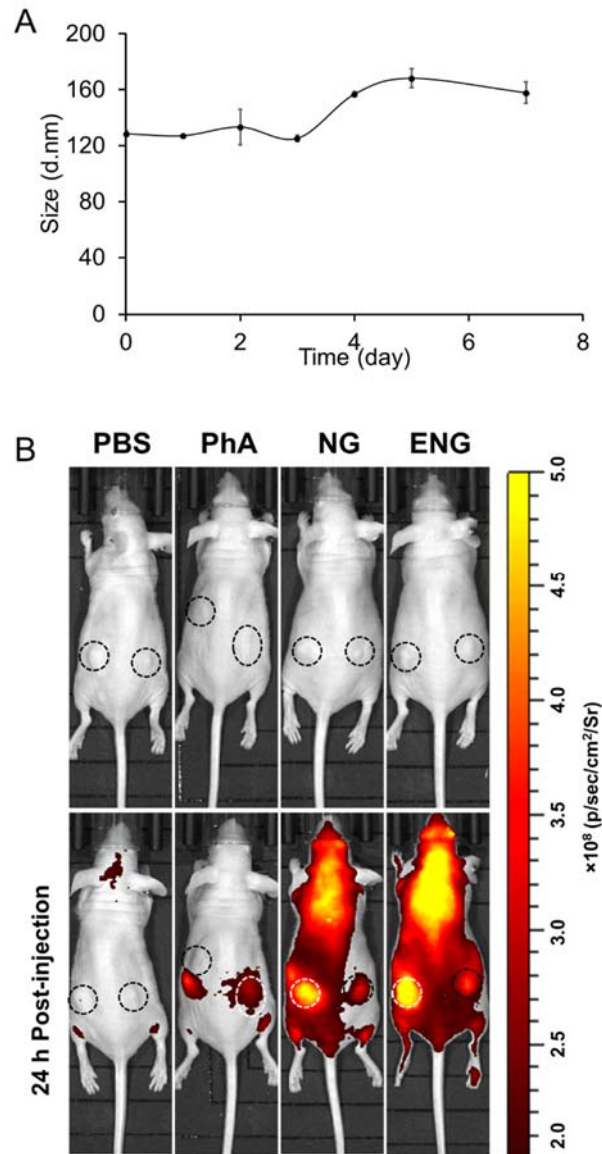 A
200
160
120
80
40
0
Size (d.nm)
0 2 4 6 8
Time (day)
B
PBS PhA NG ENG
24 h Post-injection
5.0
4.5
4.0
3.5
3.0
2.5
2.0
×10⁸ (p/sec/cm²/Sr)